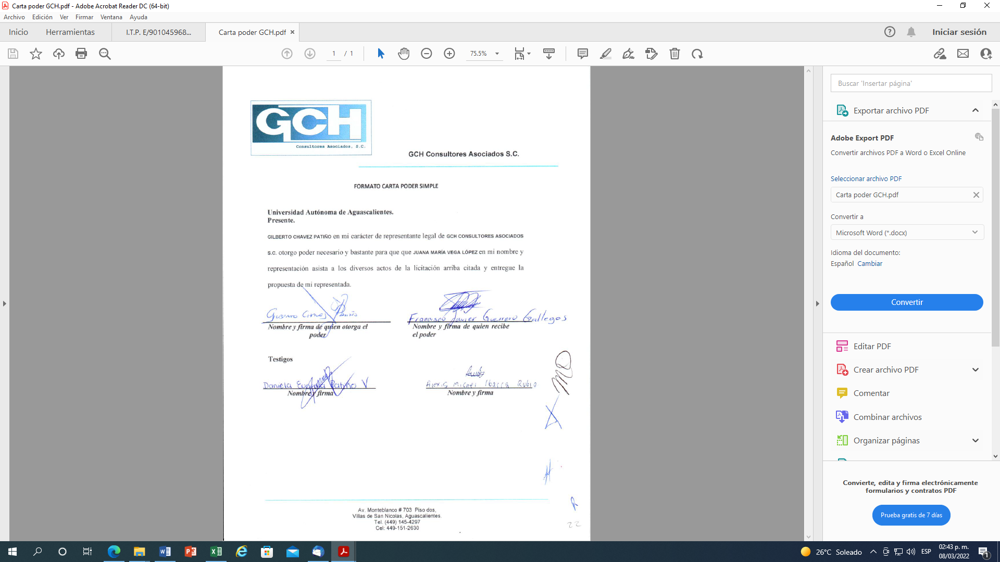 Carta poder GCH.pdf - Adobe Acrobat Reader DC (64-bit)
Archivo Edición Ver Firmar Ventana Ayuda
Inicio Herramientas I.T.P. E/901045968... Carta poder GCH.pdf Iniciar sesión
1 / 1 75.5%
GCH
Consultores Asociados, S.C.
GCH Consultores Asociados S.C.
FORMATO CARTA PODER SIMPLE
Universidad Autónoma de Aguascalientes.
Presente.
GILBERTO CHAVEZ PATIÑO en mi carácter de representante legal de GCH CONSULTORES ASOCIADOS
S.C. otorgo poder necesario y bastante para que que JUANA MARÍA VEGA LÓPEZ en mi nombre y
representación asista a los diversos actos de la licitación arriba citada y entregue la
propuesta de mi representada.
Francisco Javier Guerrero Gallegos
Nombre y firma de quien otorga el
poder
Nombre y firma de quien recibe
el poder
Testigos
Daniela Eugenia Patiño V
Nombre y firma
Alexis Michel Ibarra Rubio
Nombre y firma
Av. Monteblanco # 703 Piso dos,
Villas de San Nicolas, Aguascalientes.
Tel. (449) 145-4297
Cel: 449-151-2630
22
Buscar 'Insertar página'
Exportar archivo PDF
Adobe Export PDF
Convertir archivos PDF a Word o Excel Online
Seleccionar archivo PDF
Carta poder GCH.pdf
Convertir a
Microsoft Word (*.docx)
Idioma del documento:
Español Cambiar
Convertir
Editar PDF
Crear archivo PDF
Comentar
Combinar archivos
Organizar páginas
Convierte, edita y firma electrónicamente
formularios y contratos PDF
Prueba gratis de 7 días
26°C Soleado ESP 02:43 p. m.
08/03/2022
1